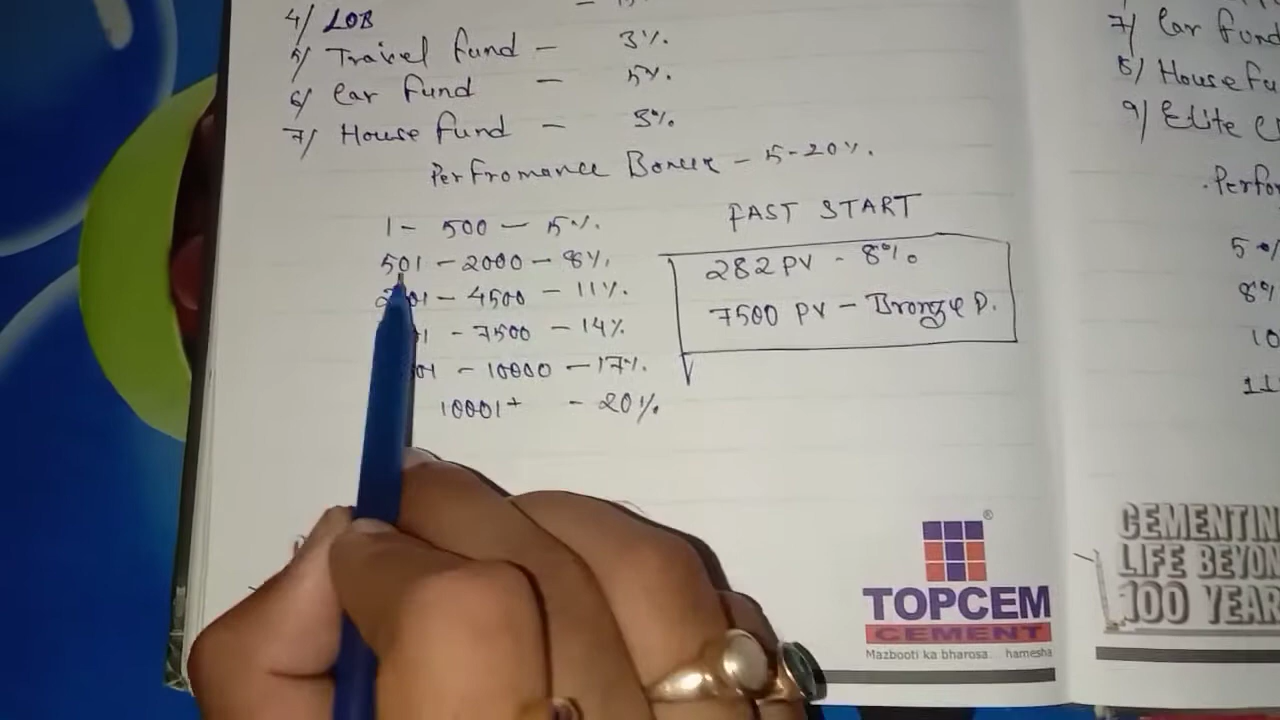 4/ LOB
5/ Travel fund - 3%
6/ Car fund - 5%
7/ House fund - 3%
Perfromance Bonus - 5-20%.
1 - 500 - 5%.
501 - 2000 - 8%.
- 4500 - 11%.
- 7500 - 14%
- 10000 - 17%.
10001+ - 20%.
FAST START
282 PV - 8%
7500 PV - Bronze D.
TOPCEM
CEMENT
Mazbooti ka bharosa hamesha
7/ Car fund
8/ House fu
9/ Elite C
Perfor
5%
8%
10
11
CEMENTIN
LIFE BEYON
100 YEAR